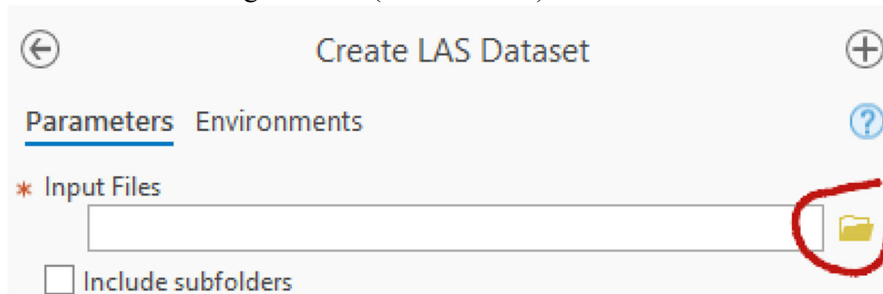 Create LAS Dataset
Parameters Environments
* Input Files
Include subfolders